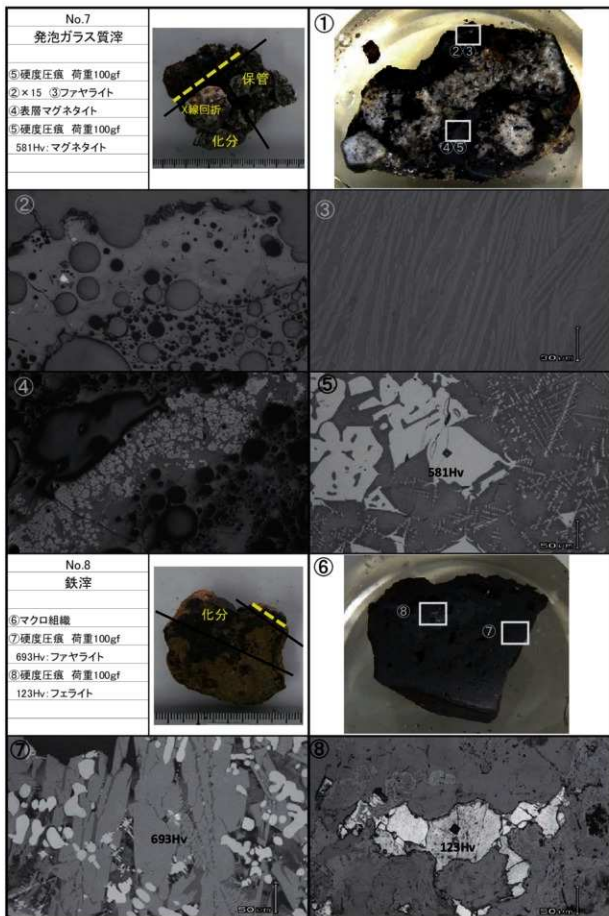 No.7
発泡ガラス質滓
⑤硬度圧痕 荷重100gf
②×15 ③ファヤライト
④表層マグネタイト
⑤硬度圧痕 荷重100gf
581Hv:マグネタイト
保管
X線回折
化分
①
②③
④⑤
②
③
20μm
④
⑤
581Hv
50μm
No.8
鉄滓
⑥マクロ組織
⑦硬度圧痕 荷重100gf
693Hv:ファヤライト
⑧硬度圧痕 荷重100gf
123Hv:フェライト
化分
⑥
⑧
⑦
⑦
693Hv
50μm
⑧
123Hv
50μm